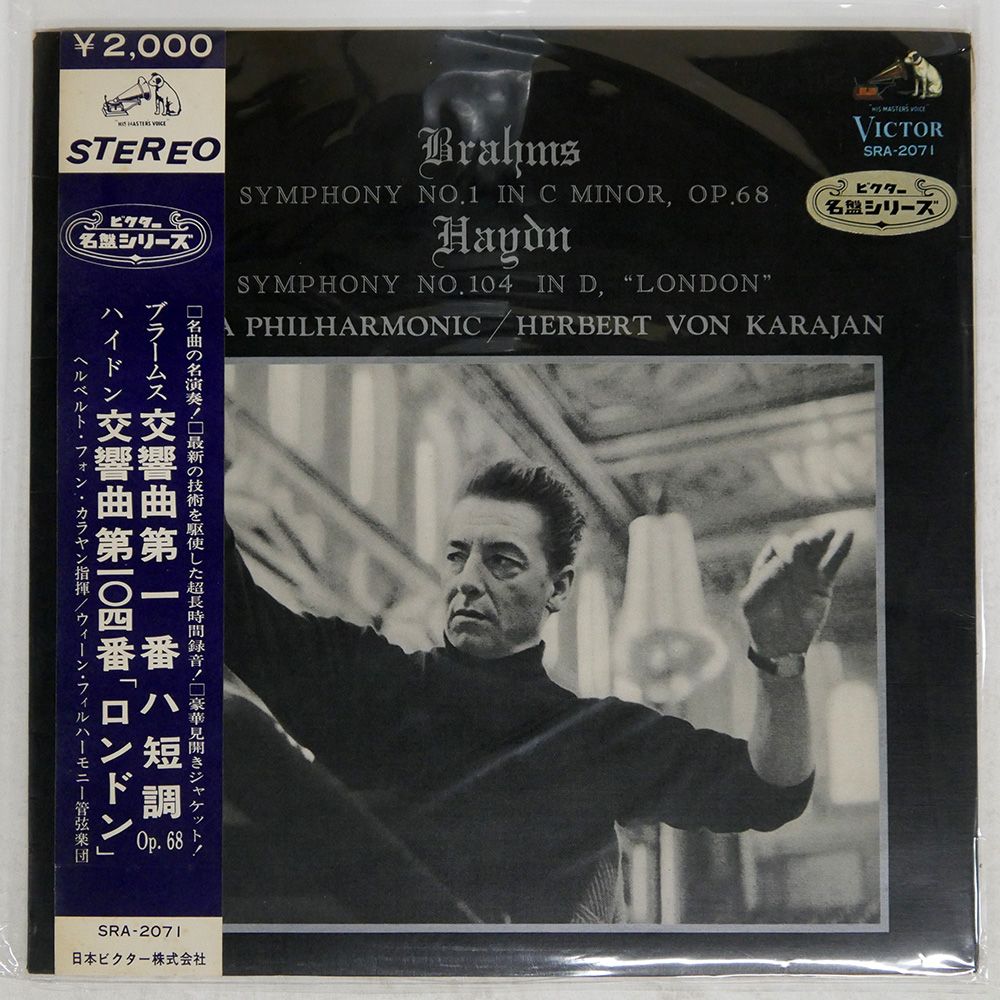 ¥2,000
"HIS MASTER'S VOICE"
STEREO
ビクター
名盤シリーズ
□名曲の名演奏!□最新の技術を駆使した超長時間録音!□豪華見開きジャケット!
ブラームス 交響曲第一番ハ短調 Op. 68
ハイドン 交響曲第一〇四番「ロンドン」
ヘルベルト・フォン・カラヤン指揮/ウィーン・フィルハーモニー管弦楽団
SRA-2071
日本ビクター株式会社
"HIS MASTER'S VOICE"
VICTOR
SRA-2071
ビクター
名盤シリーズ
Brahms
SYMPHONY NO.1 IN C MINOR, OP.68
Haydn
SYMPHONY NO.104 IN D, "LONDON"
A PHILHARMONIC / HERBERT VON KARAJAN